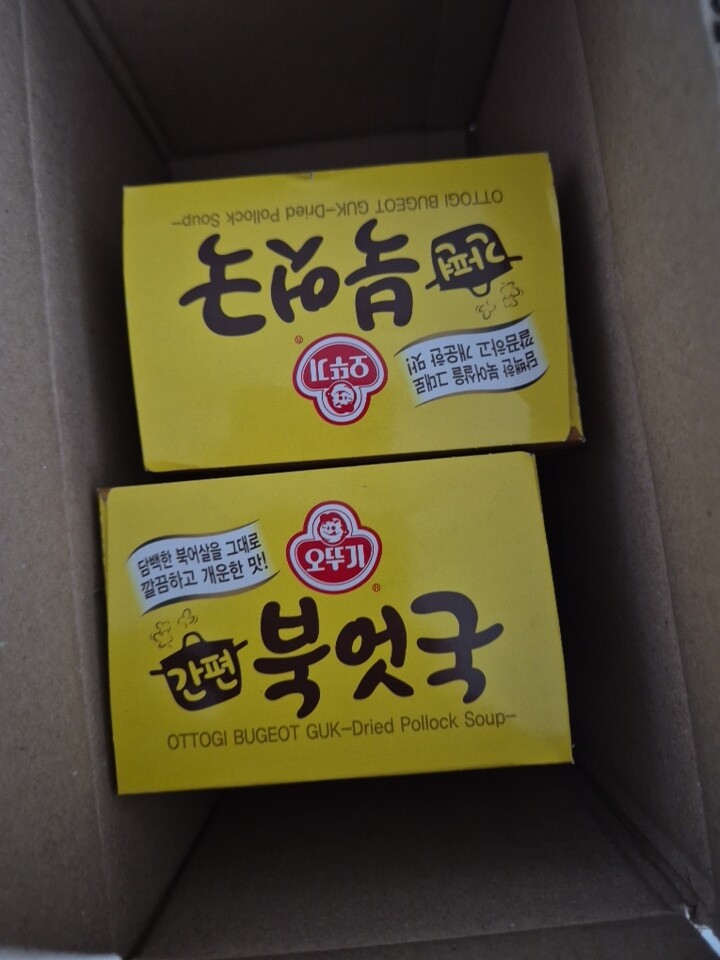 OTTOGI BUGEOT GUK-Dried Pollock Soup-
간편
북엇국
담백한 북어살을 그대로
깔끔하고 개운한 맛!
오뚜기
®
오뚜기
®
담백한 북어살을 그대로
깔끔하고 개운한 맛!
간편
북엇국
OTTOGI BUGEOT GUK-Dried Pollock Soup-